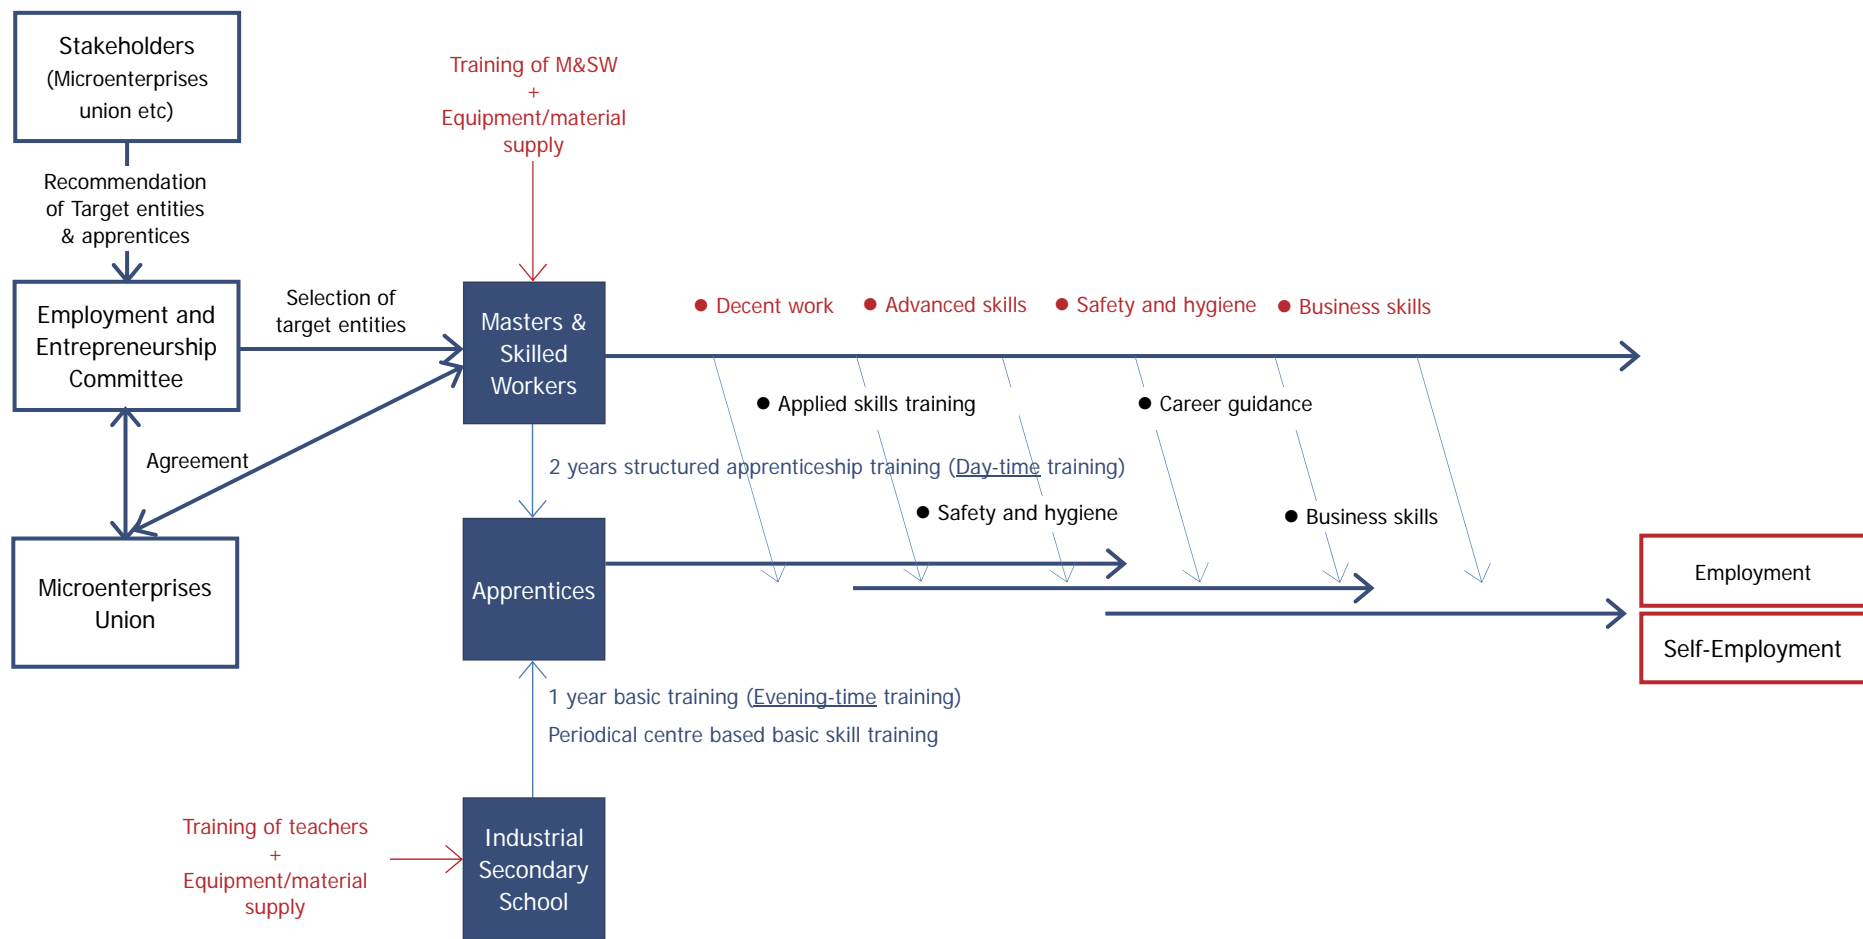 Stakeholders
(Microenterprises
union etc)
Recommendation
of Target entities
& apprentices
Employment and
Entrepreneurship
Committee
Selection of
target entities
Agreement
Microenterprises
Union
Training of M&SW
+
Equipment/material
supply
Masters &
Skilled
Workers
● Decent work
● Advanced skills
● Safety and hygiene
● Business skills
● Applied skills training
● Career guidance
2 years structured apprenticeship training (Day-time training)
● Safety and hygiene
● Business skills
Apprentices
1 year basic training (Evening-time training)
Periodical centre based basic skill training
Training of teachers
+
Equipment/material
supply
Industrial
Secondary
School
Employment
Self-Employment